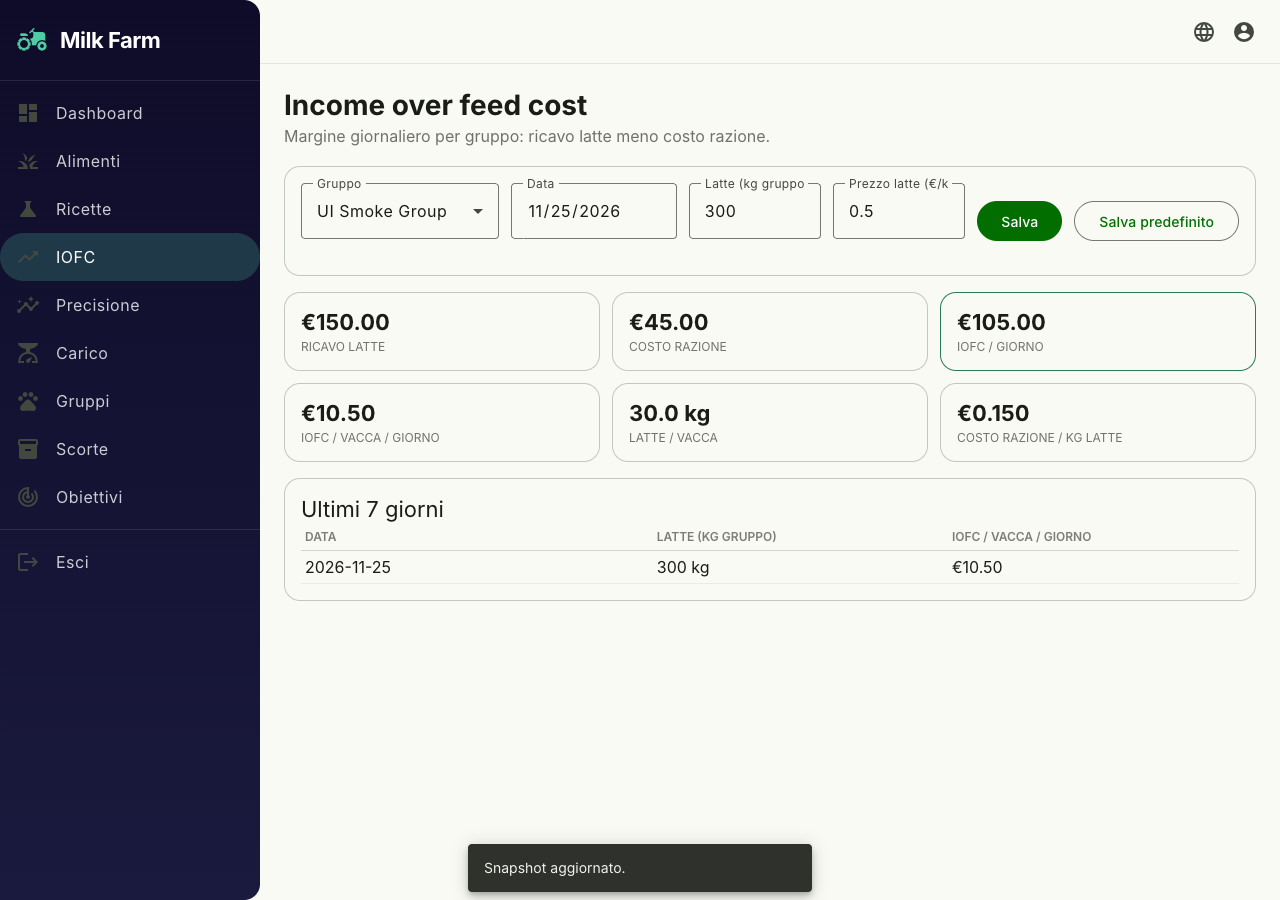 Milk Farm
Dashboard
Alimenti
Ricette
IOFC
Precisione
Carico
Gruppi
Scorte
Obiettivi
Esci
Income over feed cost
Margine giornaliero per gruppo: ricavo latte meno costo razione.
Gruppo
UI Smoke Group
Data
11/25/2026
Latte (kg gruppo
300
Prezzo latte (€/k
0.5
Salva
Salva predefinito
€150.00
RICAVO LATTE
€45.00
COSTO RAZIONE
€105.00
IOFC / GIORNO
€10.50
IOFC / VACCA / GIORNO
30.0 kg
LATTE / VACCA
€0.150
COSTO RAZIONE / KG LATTE
Ultimi 7 giorni
DATA LATTE (KG GRUPPO) IOFC / VACCA / GIORNO
2026-11-25 300 kg €10.50
Snapshot aggiornato.